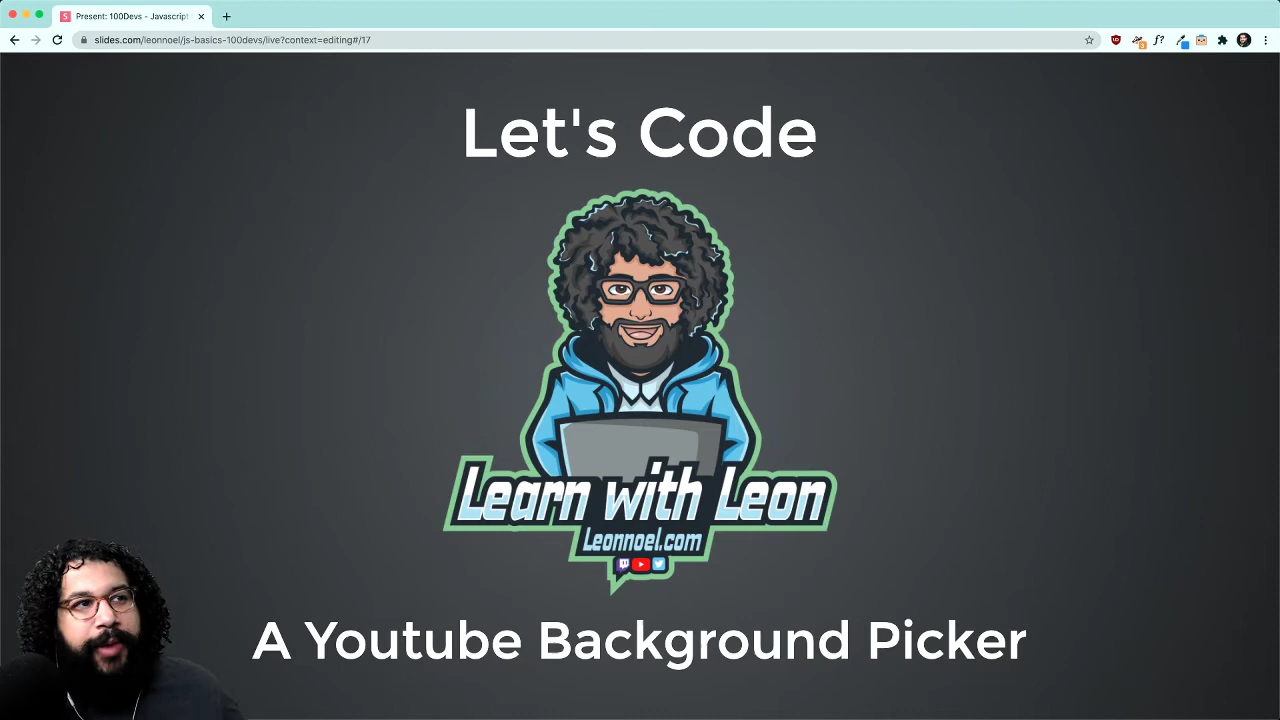 Present: 100Devs - Javascript
slides.com/leonnoel/js-basics-100devs/live?context=editing#/17
Let's Code
Learn with Leon
Leonnoel.com
A Youtube Background Picker